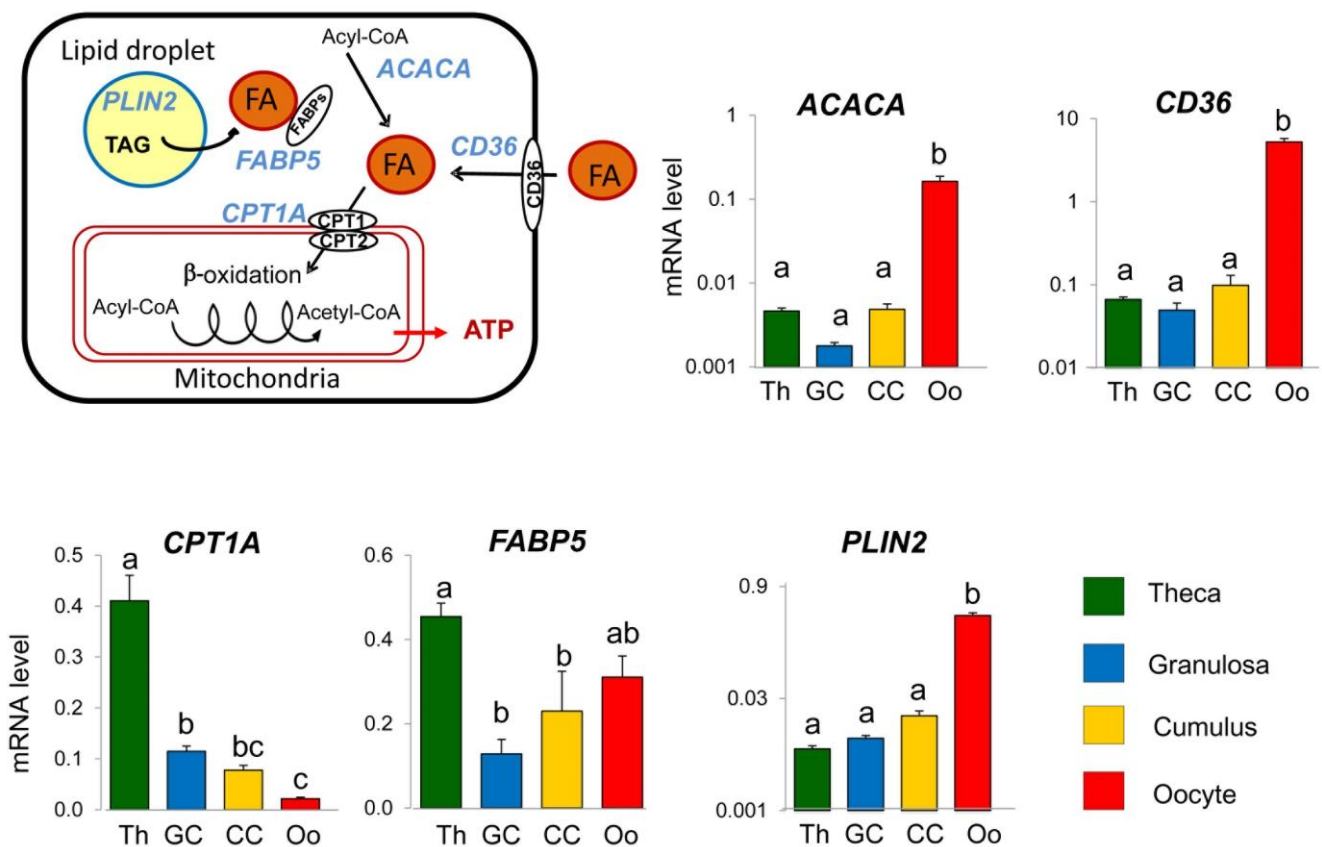 Acyl-CoA
Lipid droplet
ACACA
PLIN2
FA
FABPs
TAG
FABP5
FA
CD36
CD36
FA
CPT1A
CPT1
CPT2
β-oxidation
Acyl-CoA
Acetyl-CoA
ATP
Mitochondria
ACACA
mRNA level
1
0.1
0.01
0.001
a
a
a
b
Th GC CC Oo
CD36
10
1
0.1
0.01
a
a
a
b
Th GC CC Oo
CPT1A
mRNA level
0.5
0.4
0.3
0.2
0.1
0.0
a
b
bc
c
Th GC CC Oo
FABP5
0.6
0.4
0.2
0.0
a
b
b
ab
Th GC CC Oo
PLIN2
0.9
0.03
0.001
a
a
a
b
Th GC CC Oo
Theca
Granulosa
Cumulus
Oocyte